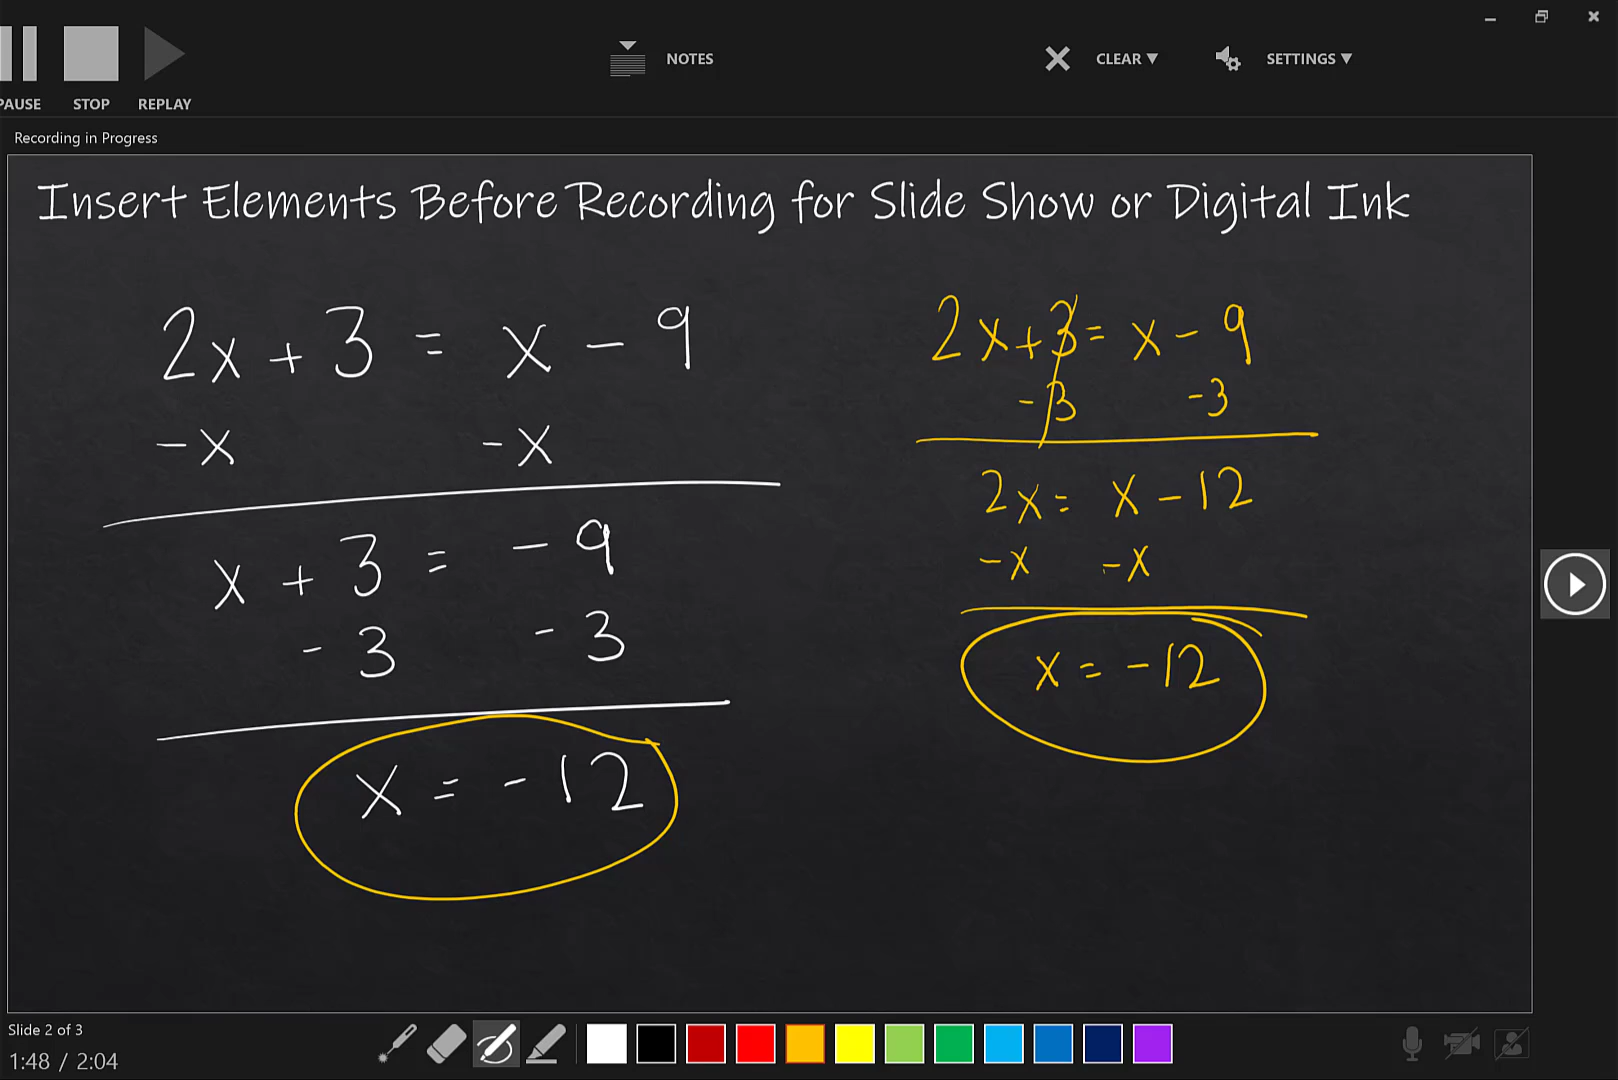 NOTES
CLEAR ▼
SETTINGS ▼
PAUSE STOP REPLAY
Recording in Progress
Insert Elements Before Recording for Slide Show or Digital Ink
2x + 3 = x - 9
-x -x
x + 3 = -9
-3 -3
x = -12
2x + 3 = x - 9
-3 -3
2x = x - 12
-x -x
x = -12
Slide 2 of 3
1:48 / 2:04